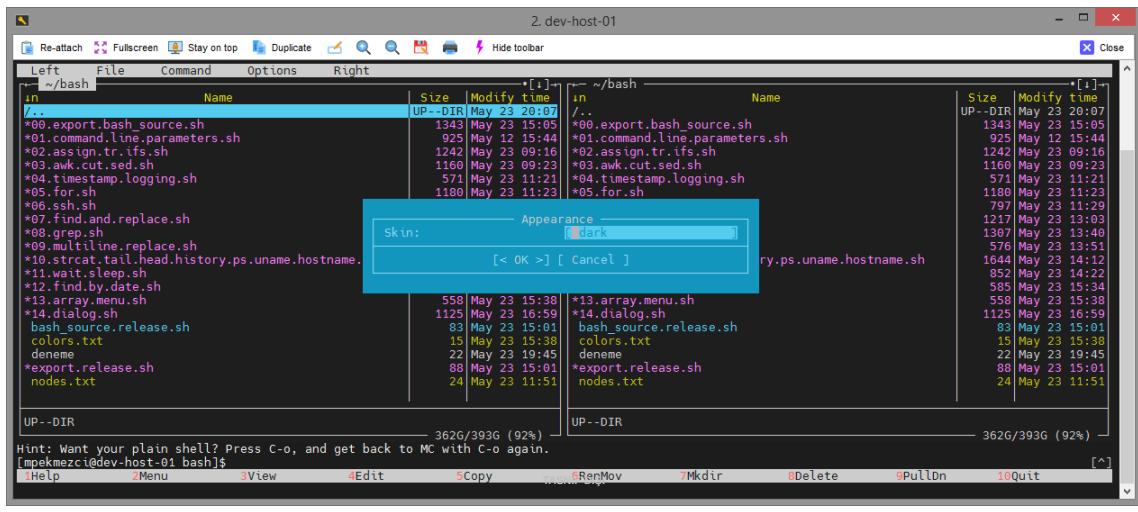 2. dev-host-01
Re-attach Fullscreen Stay on top Duplicate Hide toolbar Close
Left File Command Options Right
~/bash [↓] ~/bash [↓]
↓n Name Size Modify time ↓n Name Size Modify time
/.. UP--DIR May 23 20:07 /.. UP--DIR May 23 20:07
*00.export.bash_source.sh 1343 May 23 15:05 *00.export.bash_source.sh 1343 May 23 15:05
*01.command.line.parameters.sh 925 May 12 15:44 *01.command.line.parameters.sh 925 May 12 15:44
*02.assign.tr.ifs.sh 1242 May 23 09:16 *02.assign.tr.ifs.sh 1242 May 23 09:16
*03.awk.cut.sed.sh 1160 May 23 09:23 *03.awk.cut.sed.sh 1160 May 23 09:23
*04.timestamp.logging.sh 571 May 23 11:21 *04.timestamp.logging.sh 571 May 23 11:21
*05.for.sh 1180 May 23 11:23 *05.for.sh 1180 May 23 11:23
*06.ssh.sh 797 May 23 11:29
*07.find.and.replace.sh Appearance 1217 May 23 13:03
*08.grep.sh Skin: [ dark ] 1307 May 23 13:40
*09.multiline.replace.sh 576 May 23 13:51
*10.strcat.tail.head.history.ps.uname.hostname. [< OK >] [ Cancel ] ry.ps.uname.hostname.sh 1644 May 23 14:12
*11.wait.sleep.sh 852 May 23 14:22
*12.find.by.date.sh 585 May 23 15:34
*13.array.menu.sh 558 May 23 15:38 *13.array.menu.sh 558 May 23 15:38
*14.dialog.sh 1125 May 23 16:59 *14.dialog.sh 1125 May 23 16:59
bash_source.release.sh 83 May 23 15:01 bash_source.release.sh 83 May 23 15:01
colors.txt 15 May 23 15:38 colors.txt 15 May 23 15:38
deneme 22 May 23 19:45 deneme 22 May 23 19:45
*export.release.sh 88 May 23 15:01 *export.release.sh 88 May 23 15:01
nodes.txt 24 May 23 11:51 nodes.txt 24 May 23 11:51
UP--DIR UP--DIR
362G/393G (92%) 362G/393G (92%)
Hint: Want your plain shell? Press C-o, and get back to MC with C-o again.
[mpekmezci@dev-host-01 bash]$ [^]
1Help 2Menu 3View 4Edit 5Copy 6RenMov 7Mkdir 8Delete 9PullDn 10Quit